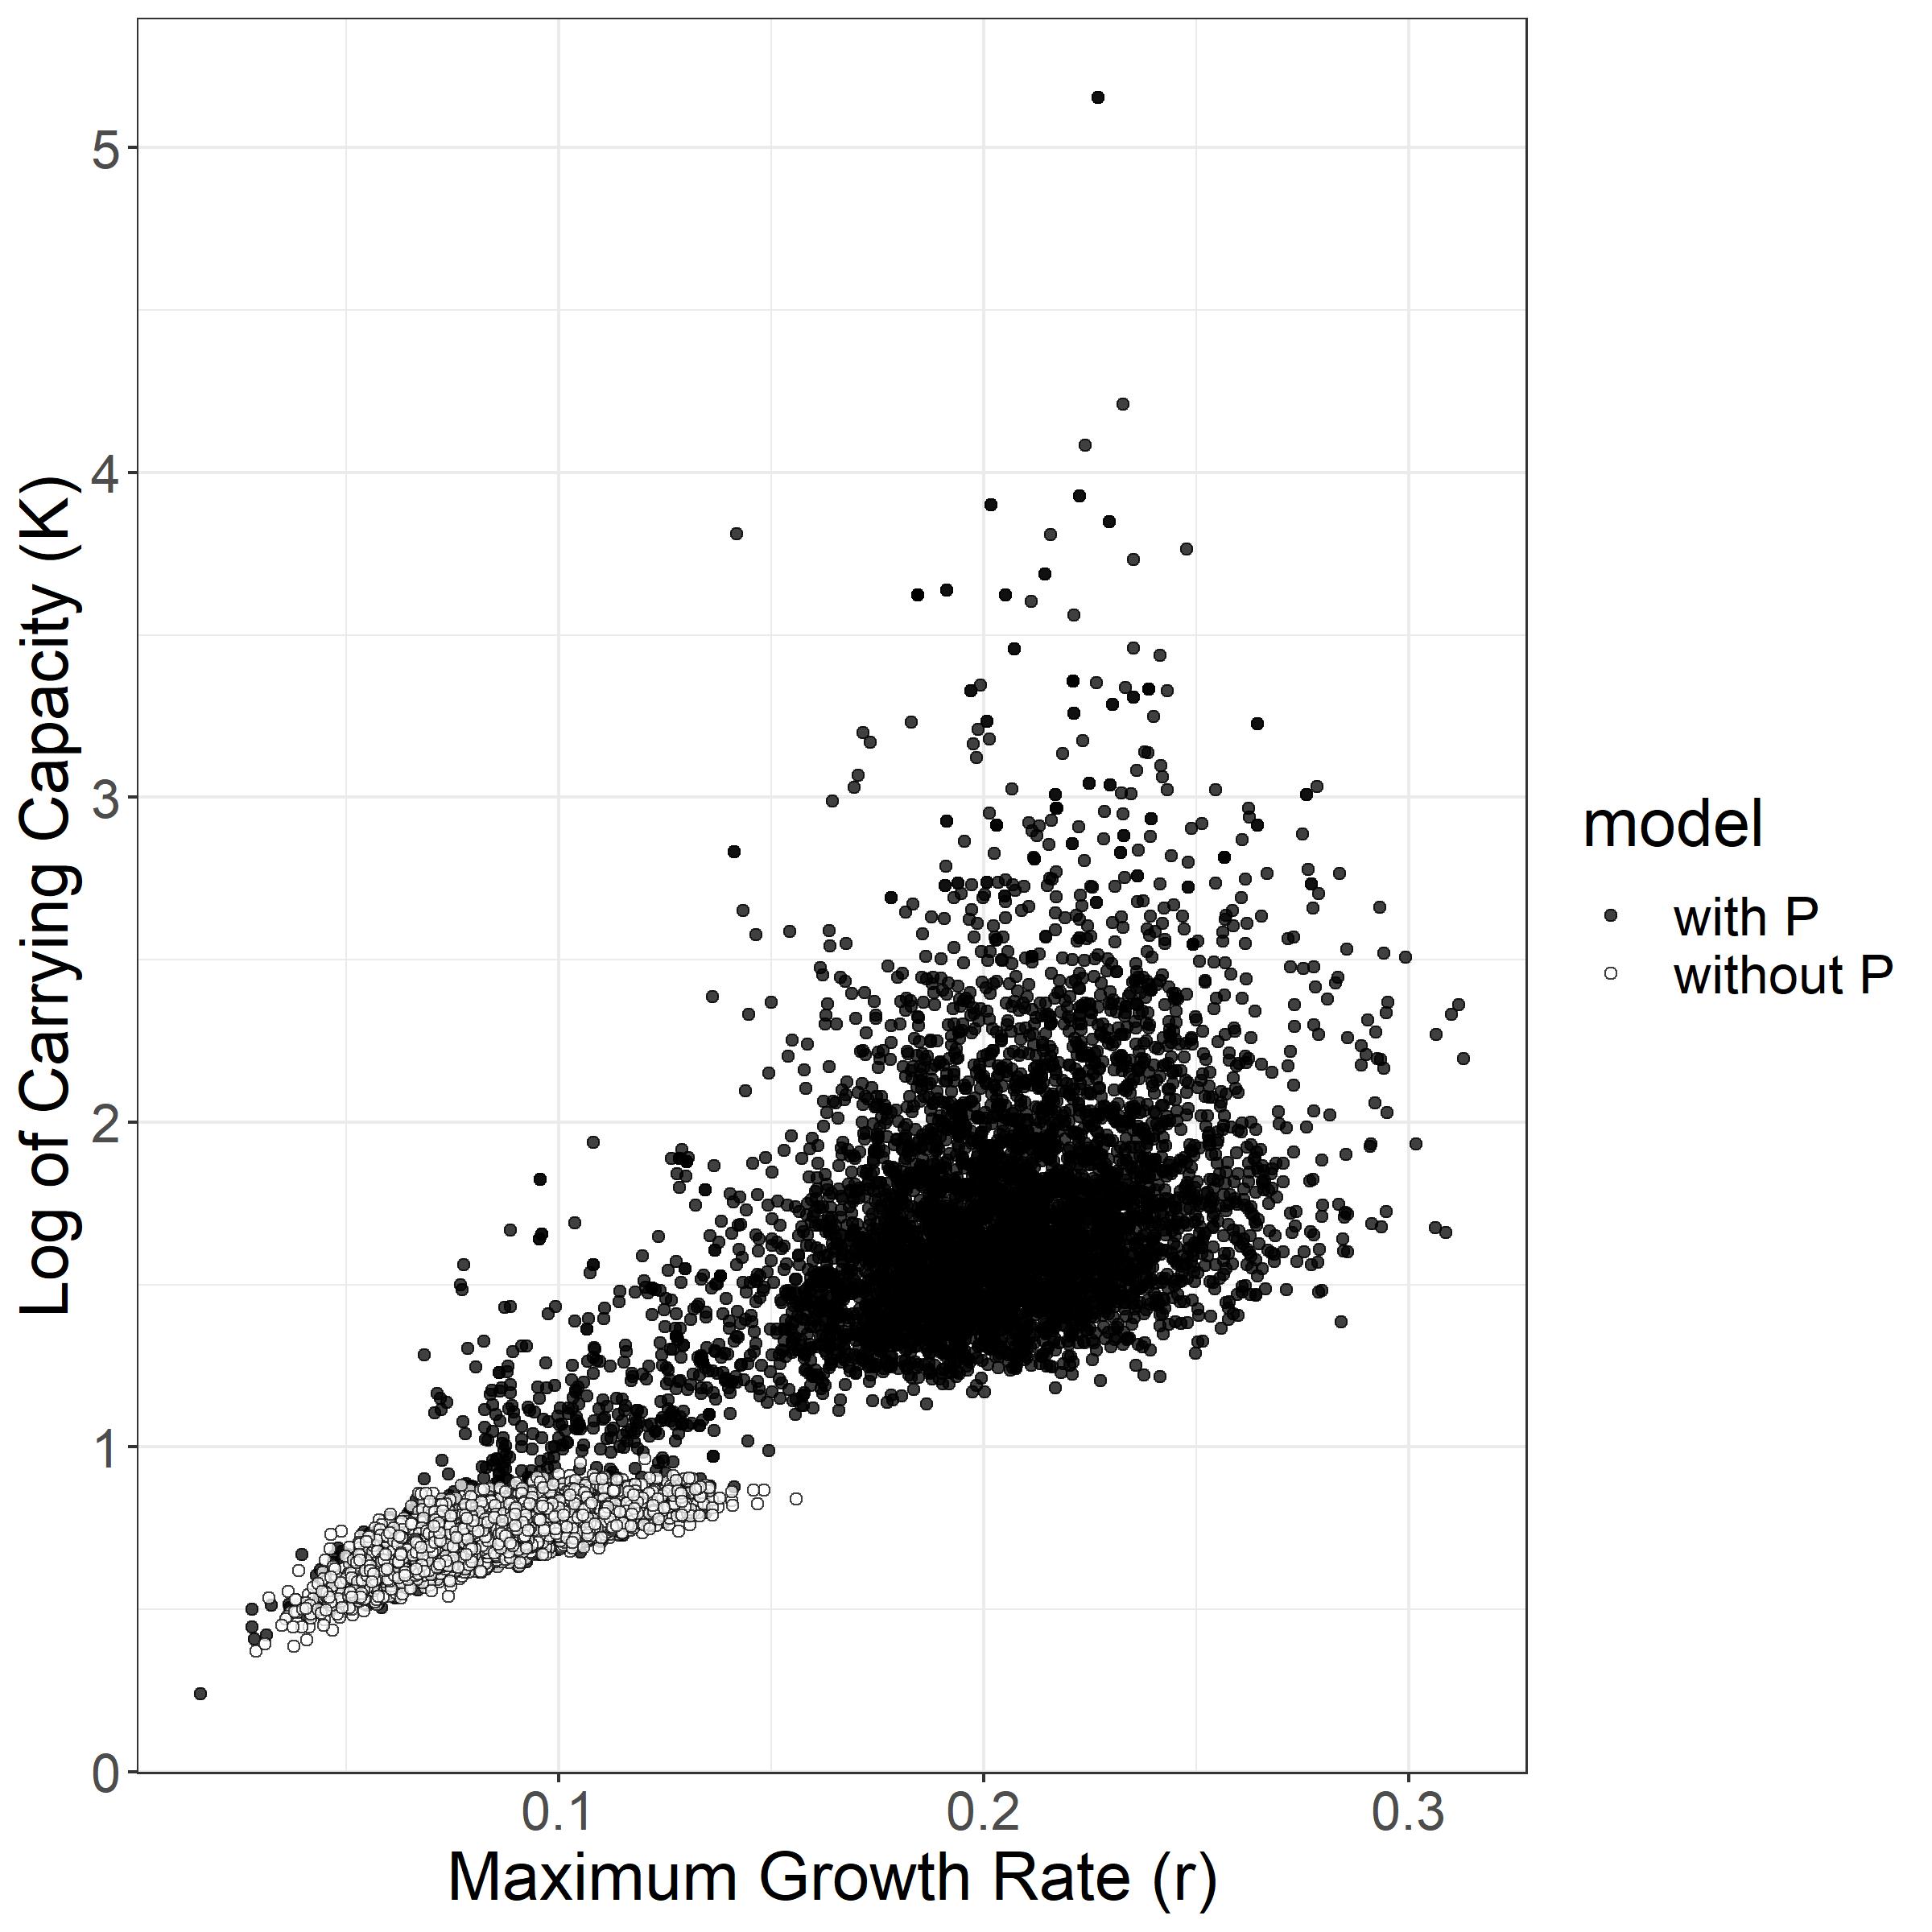 Log of Carrying Capacity (K)
5
4
3
2
1
0
0.1 0.2 0.3
Maximum Growth Rate (r)
model
with P
without P